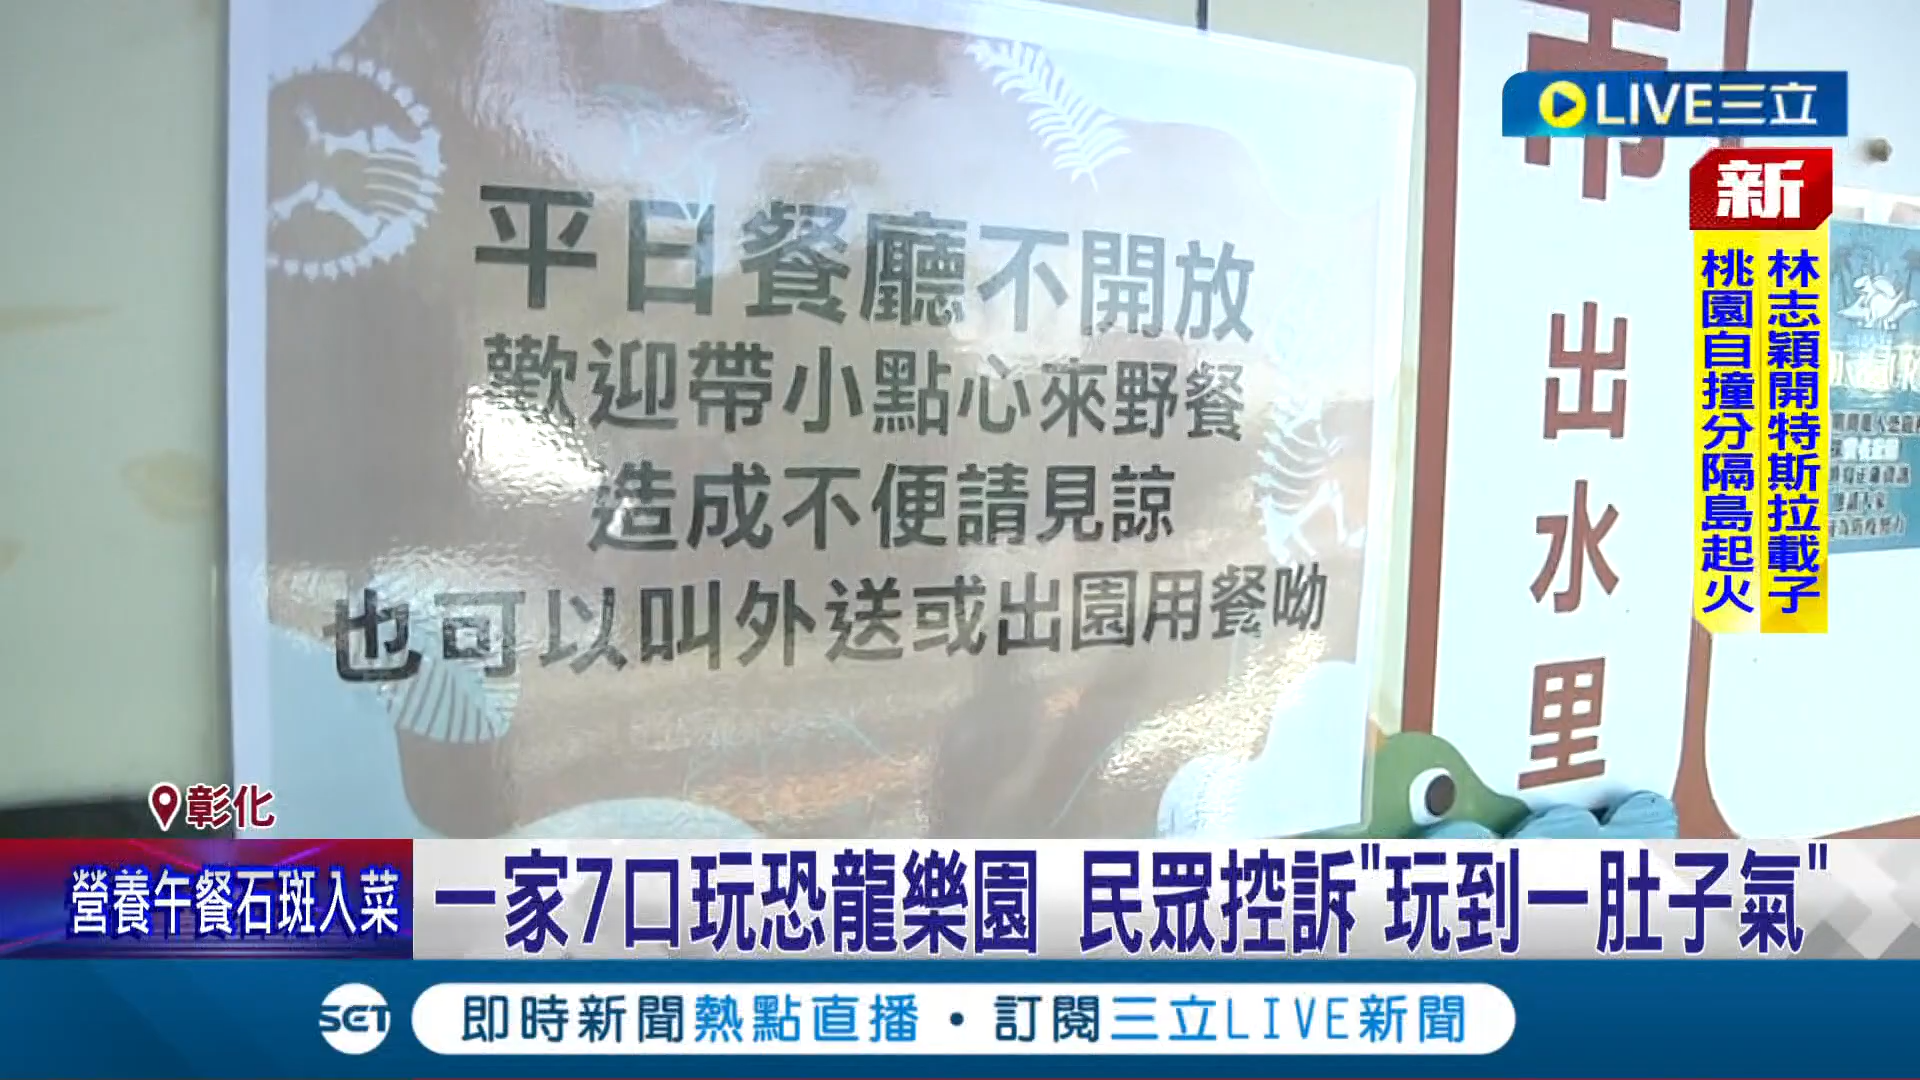 平日餐廳不開放
歡迎帶小點心來野餐
造成不便請見諒
也可以叫外送或出園用餐呦
市 出水里
LIVE三立
新
林志穎開特斯拉載子
桃園自撞分隔島起火
彰化
營養午餐石班入菜
一家7口玩恐龍樂園 民眾控訴"玩到一肚子氣"
SET
即時新聞熱點直播・訂閱三立LIVE新聞